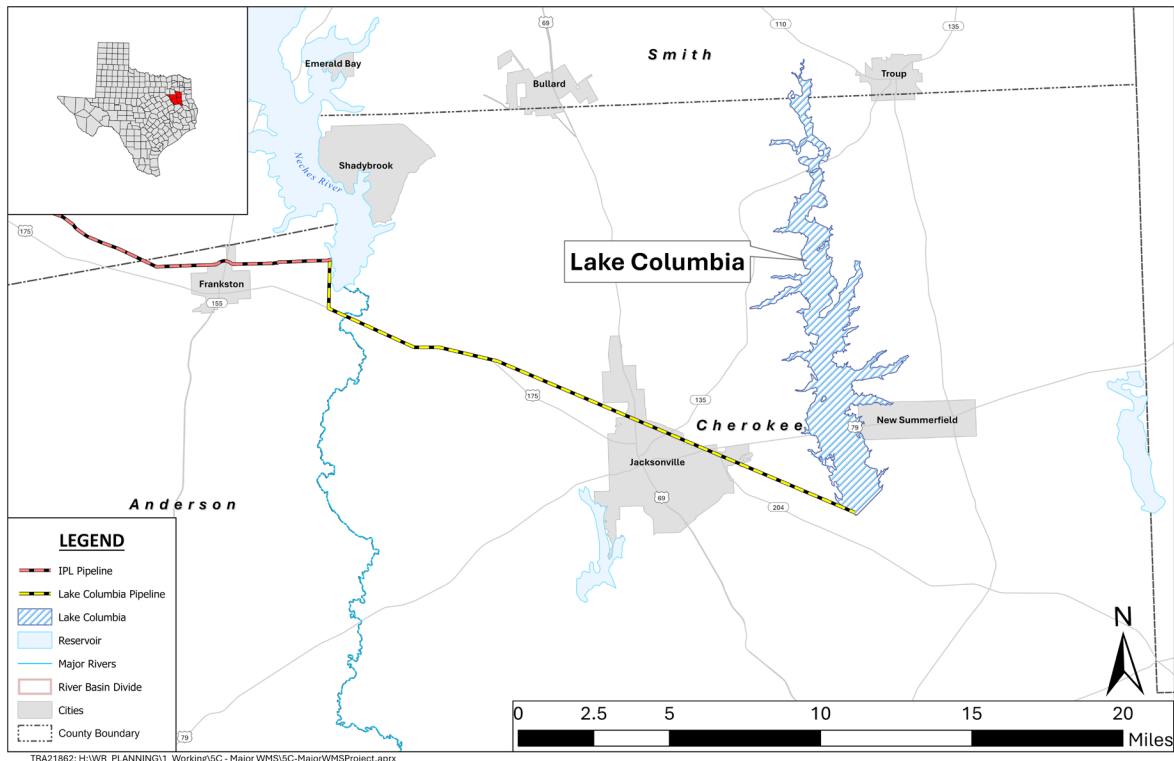 69
110
135
Smith
Emerald Bay
Bullard
Troup
Shadybrook
Neches River
175
Lake Columbia
Frankston
155
175
135
Cherokee
79
New Summerfield
Jacksonville
69
204
Anderson
LEGEND
IPL Pipeline
Lake Columbia Pipeline
Lake Columbia
Reservoir
Major Rivers
River Basin Divide
Cities
County Boundary
79
N
0 2.5 5 10 15 20
Miles
TRA21862; H:\WR_PLANNING\1_Working\5C - Major WMS\5C-MajorWMSProject.aprx